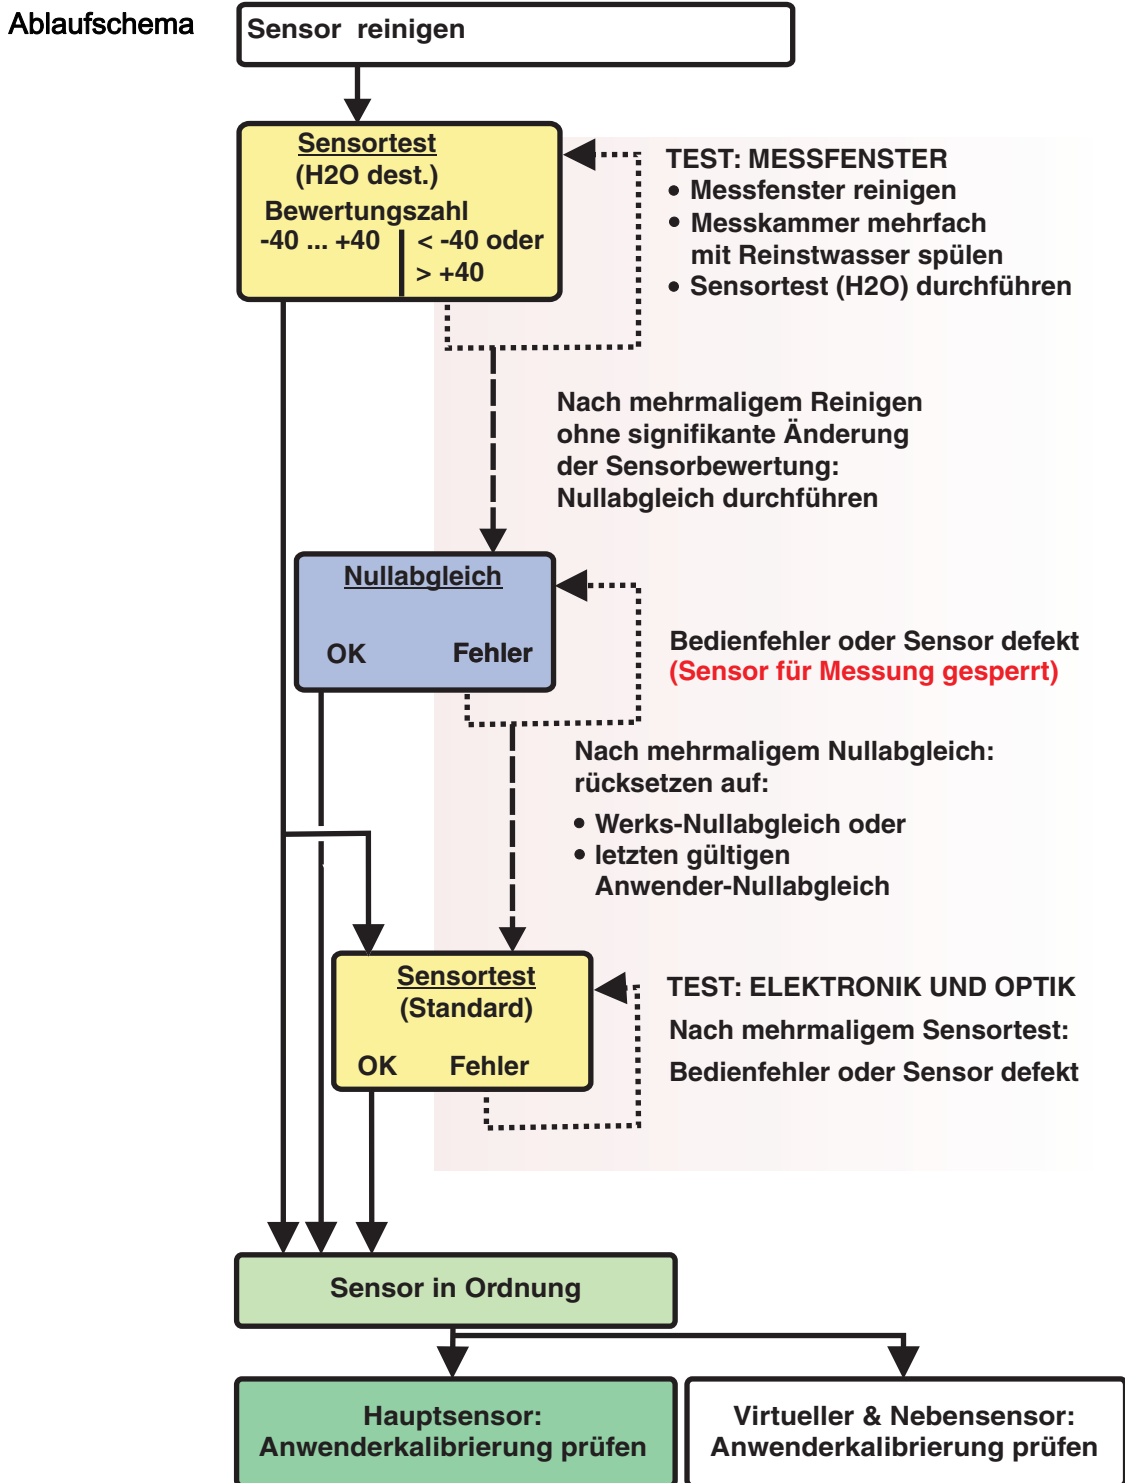 Ablaufschema
Sensor reinigen
Sensortest
(H2O dest.)
Bewertungszahl
-40 ... +40
< -40 oder
> +40
TEST: MESSFENSTER
• Messfenster reinigen
• Messkammer mehrfach
mit Reinstwasser spülen
• Sensortest (H2O) durchführen
Nach mehrmaligem Reinigen
ohne signifikante Änderung
der Sensorbewertung:
Nullabgleich durchführen
Nullabgleich
OK
Fehler
Bedienfehler oder Sensor defekt
(Sensor für Messung gesperrt)
Nach mehrmaligem Nullabgleich:
rücksetzen auf:
• Werks-Nullabgleich oder
• letzten gültigen
Anwender-Nullabgleich
Sensortest
(Standard)
OK
Fehler
TEST: ELEKTRONIK UND OPTIK
Nach mehrmaligem Sensortest:
Bedienfehler oder Sensor defekt
Sensor in Ordnung
Hauptsensor:
Anwenderkalibrierung prüfen
Virtueller & Nebensensor:
Anwenderkalibrierung prüfen